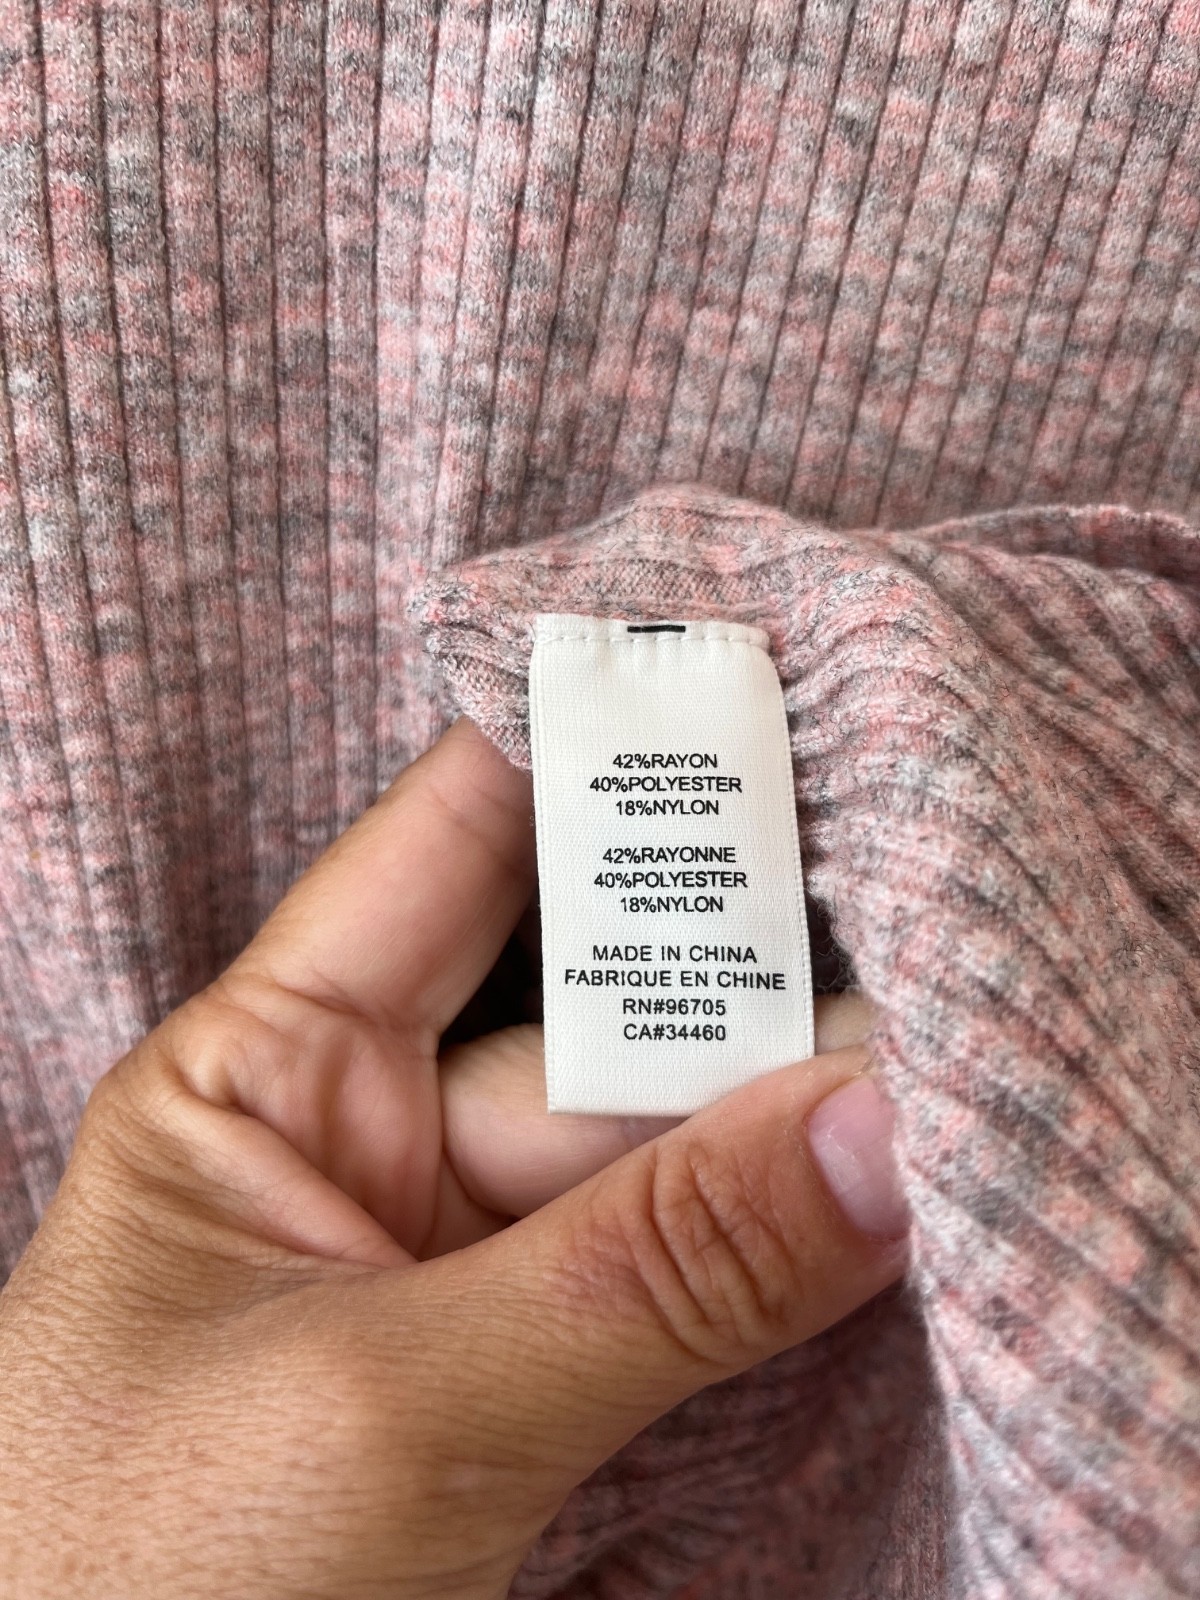 42%RAYON
40%POLYESTER
18%NYLON
42%RAYONNE
40%POLYESTER
18%NYLON
MADE IN CHINA
FABRIQUE EN CHINE
RN#96705
CA#34460